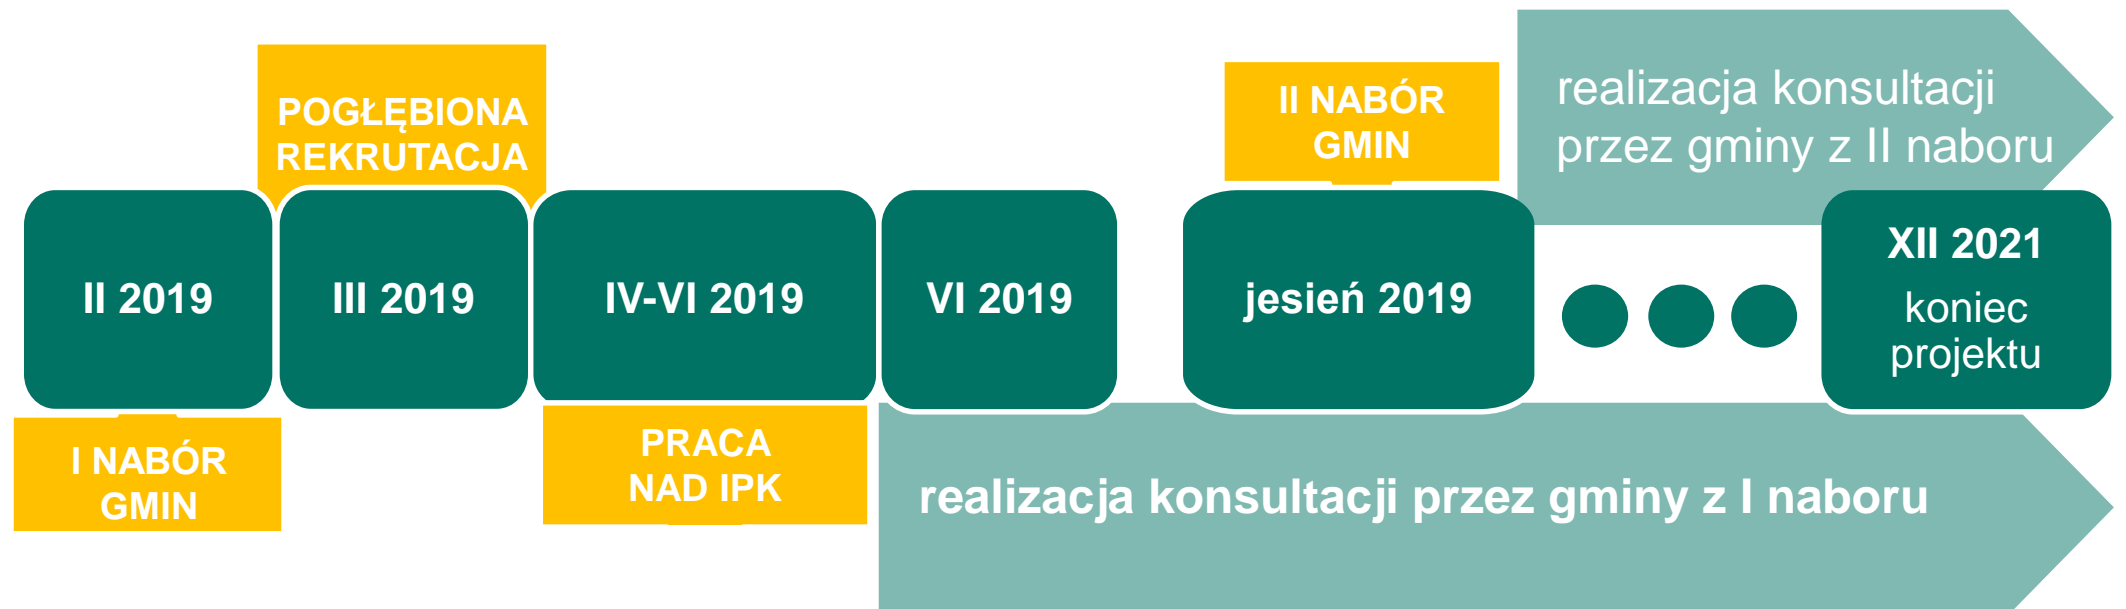 POGŁĘBIONA
REKRUTACJA
II NABÓR
GMIN
realizacja konsultacji
przez gminy z II naboru
II 2019
III 2019
IV-VI 2019
VI 2019
jesień 2019
XII 2021
koniec
projektu
I NABÓR
GMIN
PRACA
NAD IPK
realizacja konsultacji przez gminy z I naboru